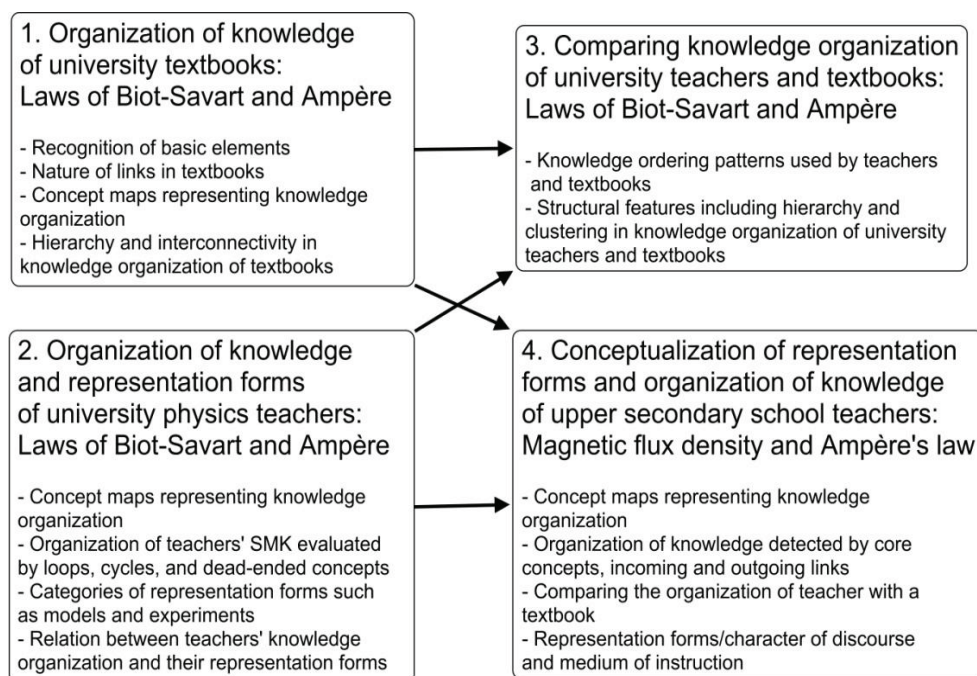 1. Organization of knowledge
of university textbooks:
Laws of Biot-Savart and Ampère
- Recognition of basic elements
- Nature of links in textbooks
- Concept maps representing knowledge
organization
- Hierarchy and interconnectivity in
knowledge organization of textbooks
2. Organization of knowledge
and representation forms
of university physics teachers:
Laws of Biot-Savart and Ampère
- Concept maps representing knowledge
organization
- Organization of teachers' SMK evaluated
by loops, cycles, and dead-ended concepts
- Categories of representation forms such
as models and experiments
- Relation between teachers' knowledge
organization and their representation forms
3. Comparing knowledge organization
of university teachers and textbooks:
Laws of Biot-Savart and Ampère
- Knowledge ordering patterns used by teachers
and textbooks
- Structural features including hierarchy and
clustering in knowledge organization of university
teachers and textbooks
4. Conceptualization of representation
forms and organization of knowledge
of upper secondary school teachers:
Magnetic flux density and Ampère's law
- Concept maps representing knowledge
organization
- Organization of knowledge detected by core
concepts, incoming and outgoing links
- Comparing the organization of teacher with a
textbook
- Representation forms/character of discourse
and medium of instruction